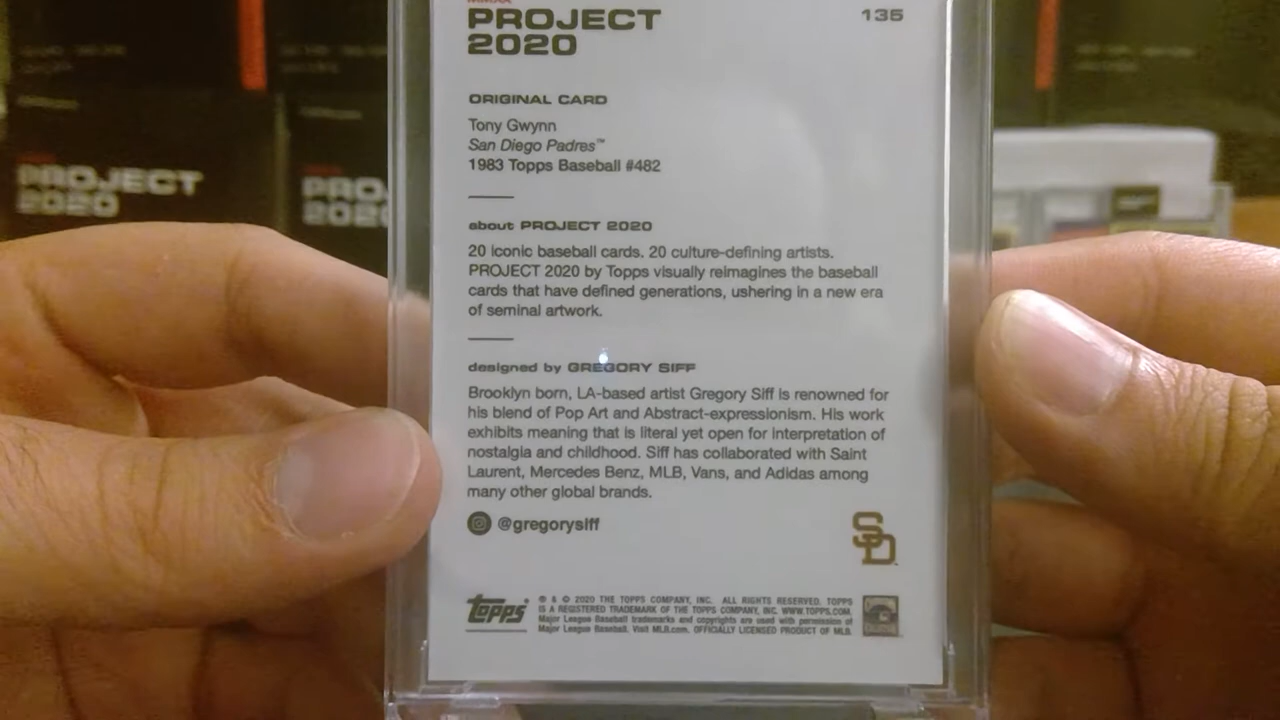 PROJECT
2020
135
ORIGINAL CARD
Tony Gwynn
San Diego Padres™
1983 Topps Baseball #482
about PROJECT 2020
20 iconic baseball cards. 20 culture-defining artists.
PROJECT 2020 by Topps visually reimagines the baseball
cards that have defined generations, ushering in a new era
of seminal artwork.
designed by GREGORY SIFF
Brooklyn born, LA-based artist Gregory Siff is renowned for
his blend of Pop Art and Abstract-expressionism. His work
exhibits meaning that is literal yet open for interpretation of
nostalgia and childhood. Siff has collaborated with Saint
Laurent, Mercedes Benz, MLB, Vans, and Adidas among
many other global brands.
@gregorysiff
SD
topps
® & © 2020 THE TOPPS COMPANY, INC. ALL RIGHTS RESERVED. TOPPS
IS A REGISTERED TRADEMARK OF THE TOPPS COMPANY, INC. WWW.TOPPS.COM.
Major League Baseball trademarks and copyrights are used with permission of
Major League Baseball. Visit MLB.com. OFFICIALLY LICENSED PRODUCT OF MLB.
PROJECT
2020
PROJ
202